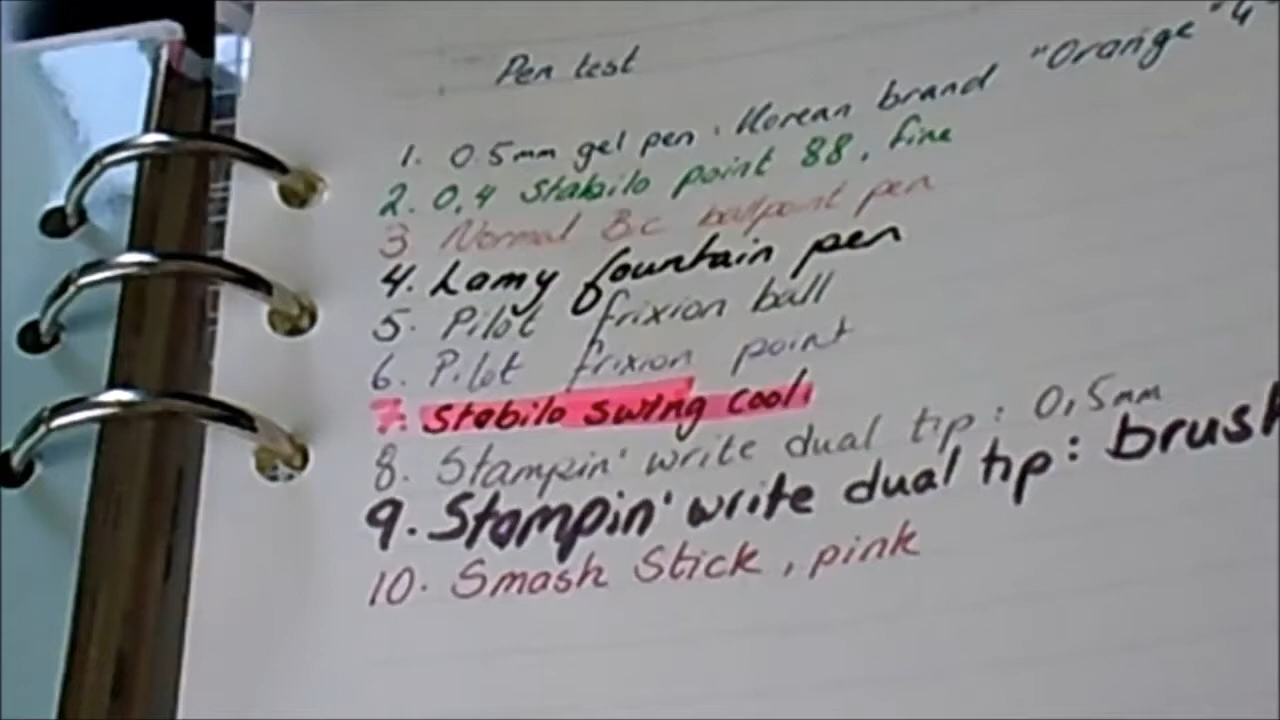 Pen test
1. 0.5mm gel pen. Korean brand "Orange" "4"
2. 0,4 Stabilo point 88, fine
3 Normal Bic ballpoint pen
4. Lamy fountain pen
5. Pilot frixion ball
6. Pilot frixion point
7. Stabilo swing cool.
8. Stampin' write dual tip: 0,5mm
9. Stampin' write dual tip: brush
10. Smash Stick, pink